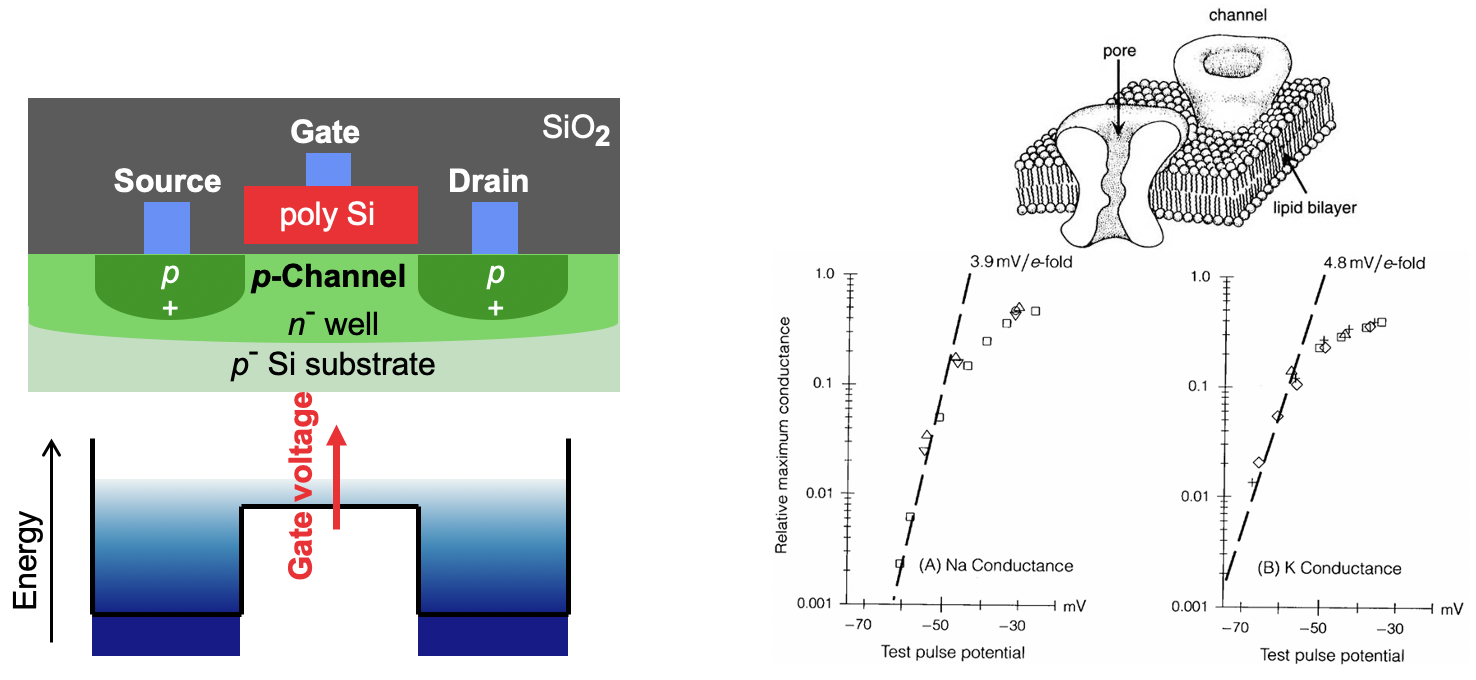 SiO2
Gate
Source
Drain
poly Si
p
+
p-Channel
p
+
n⁻ well
p⁻ Si substrate
Gate voltage
Energy
channel
pore
lipid bilayer
3.9 mV/e-fold
1.0
0.1
0.01
0.001
Relative maximum conductance
(A) Na Conductance
−70
−50
−30
mV
Test pulse potential
4.8 mV/e-fold
1.0
0.1
0.01
0.001
(B) K Conductance
−70
−50
−30
mV
Test pulse potential